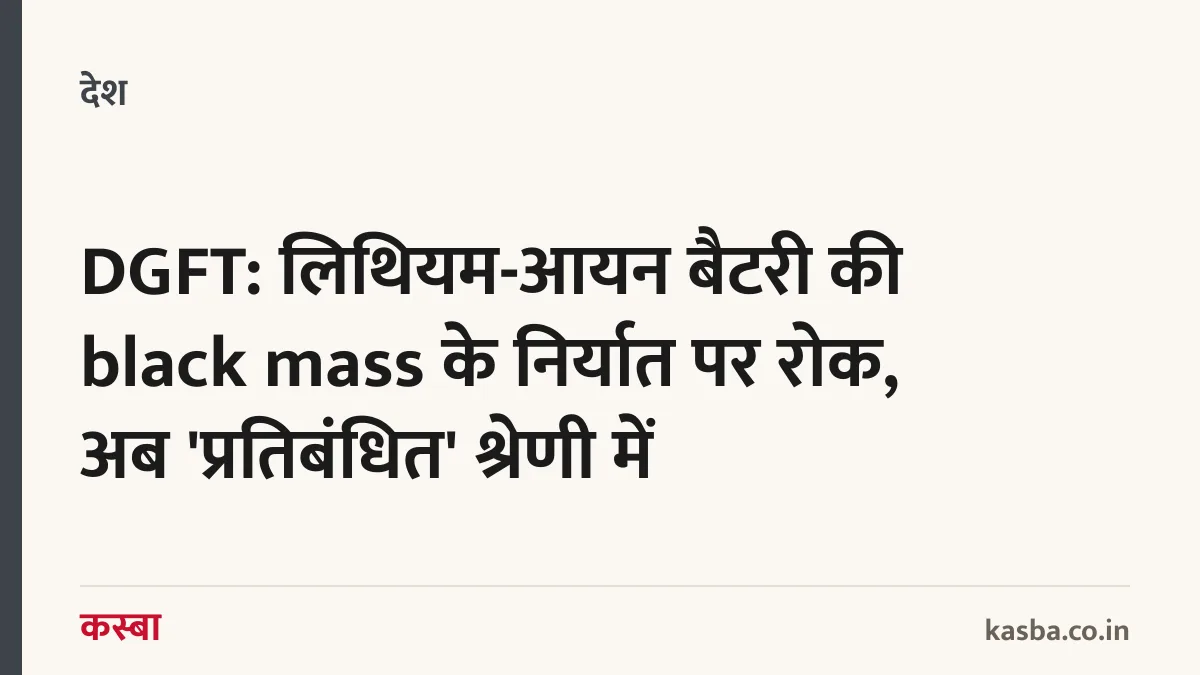 देश
DGFT: लिथियम-आयन बैटरी की
black mass के निर्यात पर रोक,
अब 'प्रतिबंधित' श्रेणी में
कस्बा
kasba.co.in